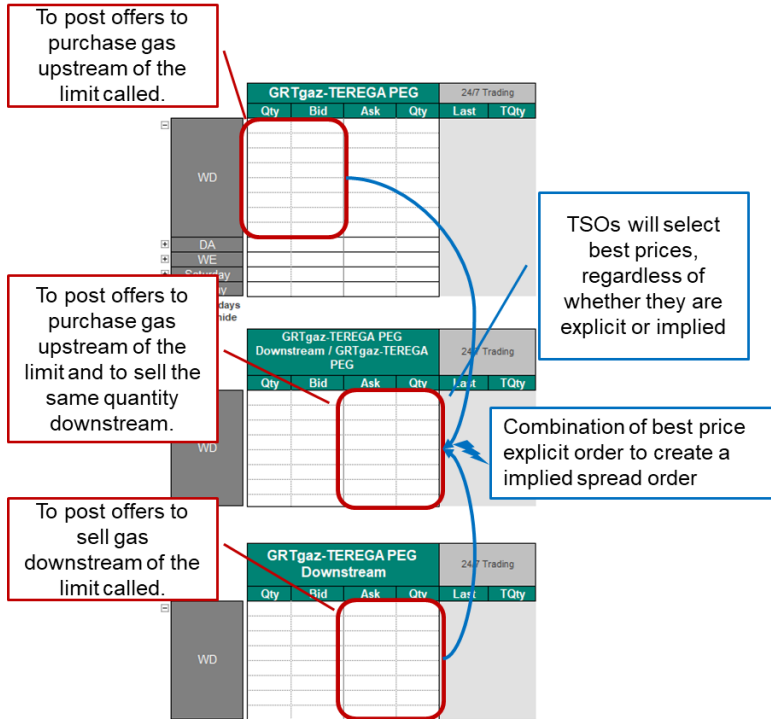 To post offers to
purchase gas
upstream of the
limit called.
GRTgaz-TEREGA PEG
24/7 Trading
Qty Bid Ask Qty Last TQty
WD
DA
WE
Saturday
TSOs will select
best prices,
regardless of
whether they are
explicit or implied
To post offers to
purchase gas
upstream of the
limit and to sell the
same quantity
downstream.
days
hide
GRTgaz-TEREGA PEG
Downstream / GRTgaz-TEREGA
PEG
24/7 Trading
Qty Bid Ask Qty Last TQty
WD
Combination of best price
explicit order to create a
implied spread order
To post offers to
sell gas
downstream of the
limit called.
GRTgaz-TEREGA PEG
Downstream
24/7 Trading
Qty Bid Ask Qty Last TQty
WD